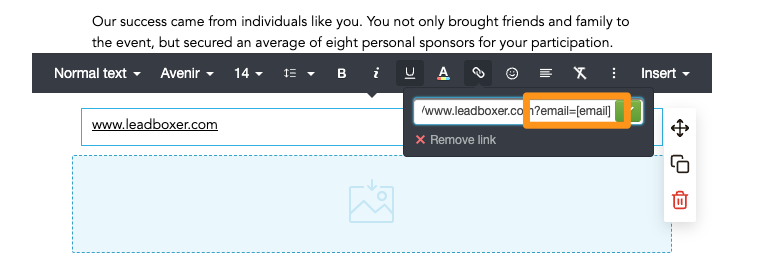 Our success came from individuals like you. You not only brought friends and family to
the event, but secured an average of eight personal sponsors for your participation.
Normal text Avenir 14 B i U A Insert
/www.leadboxer.com?email=[email]
www.leadboxer.com
Remove link